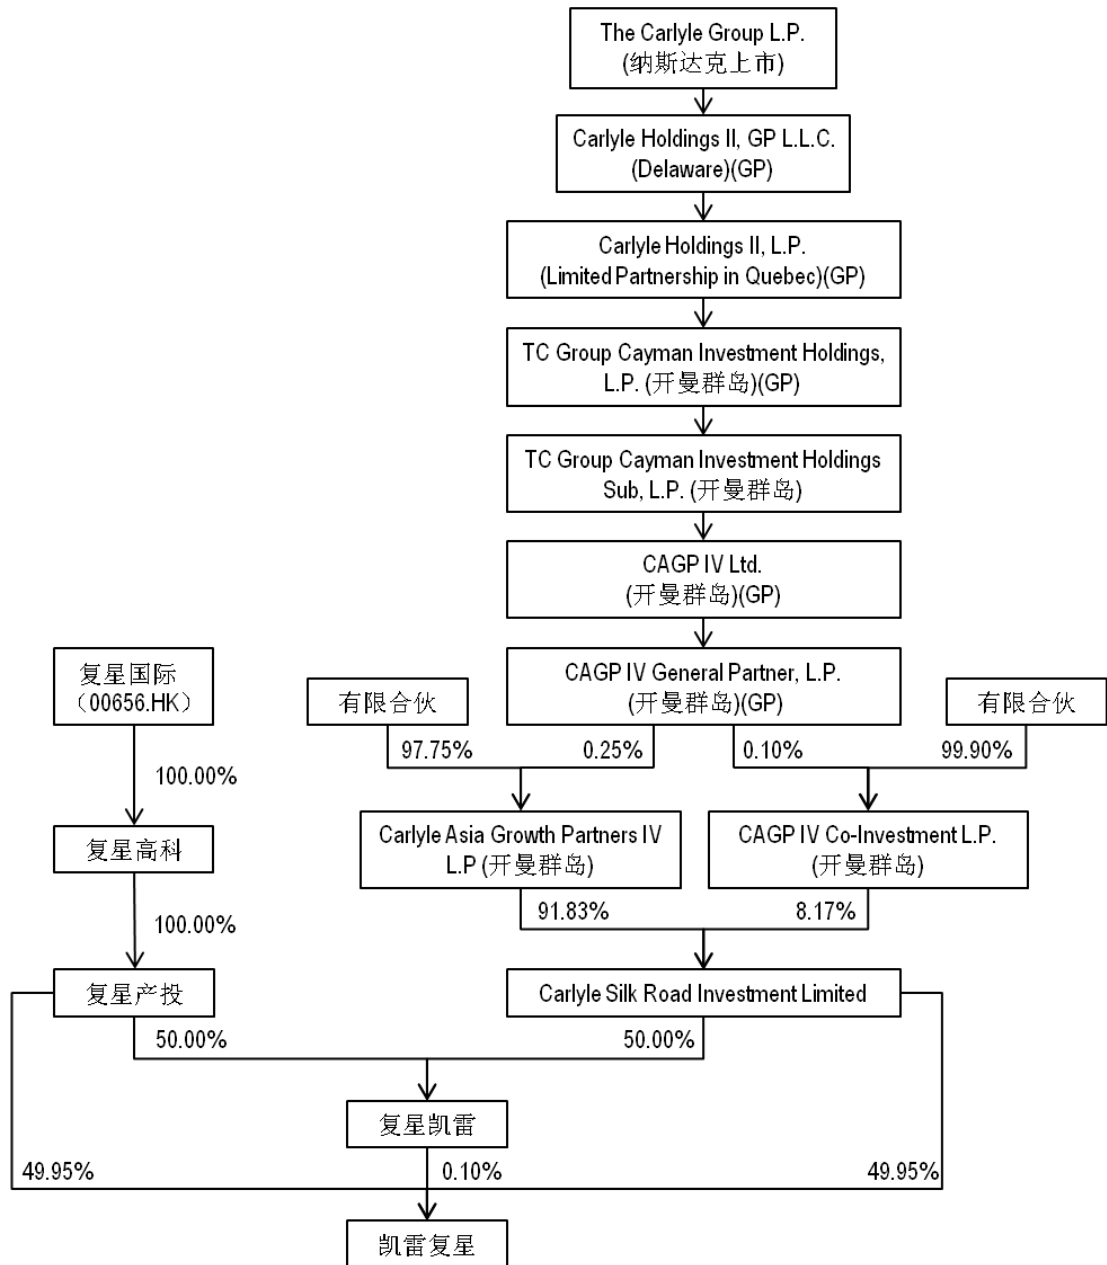 The Carlyle Group L.P.
(纳斯达克上市)
Carlyle Holdings II, GP L.L.C.
(Delaware)(GP)
Carlyle Holdings II, L.P.
(Limited Partnership in Quebec)(GP)
TC Group Cayman Investment Holdings,
L.P. (开曼群岛)(GP)
TC Group Cayman Investment Holdings
Sub, L.P. (开曼群岛)
CAGP IV Ltd.
(开曼群岛)(GP)
复星国际
（00656.HK）
有限合伙
CAGP IV General Partner, L.P.
(开曼群岛)(GP)
有限合伙
97.75%
0.25%
0.10%
99.90%
100.00%
复星高科
Carlyle Asia Growth Partners IV
L.P (开曼群岛)
CAGP IV Co-Investment L.P.
(开曼群岛)
100.00%
91.83%
8.17%
复星产投
Carlyle Silk Road Investment Limited
50.00%
50.00%
复星凯雷
49.95%
0.10%
49.95%
凯雷复星